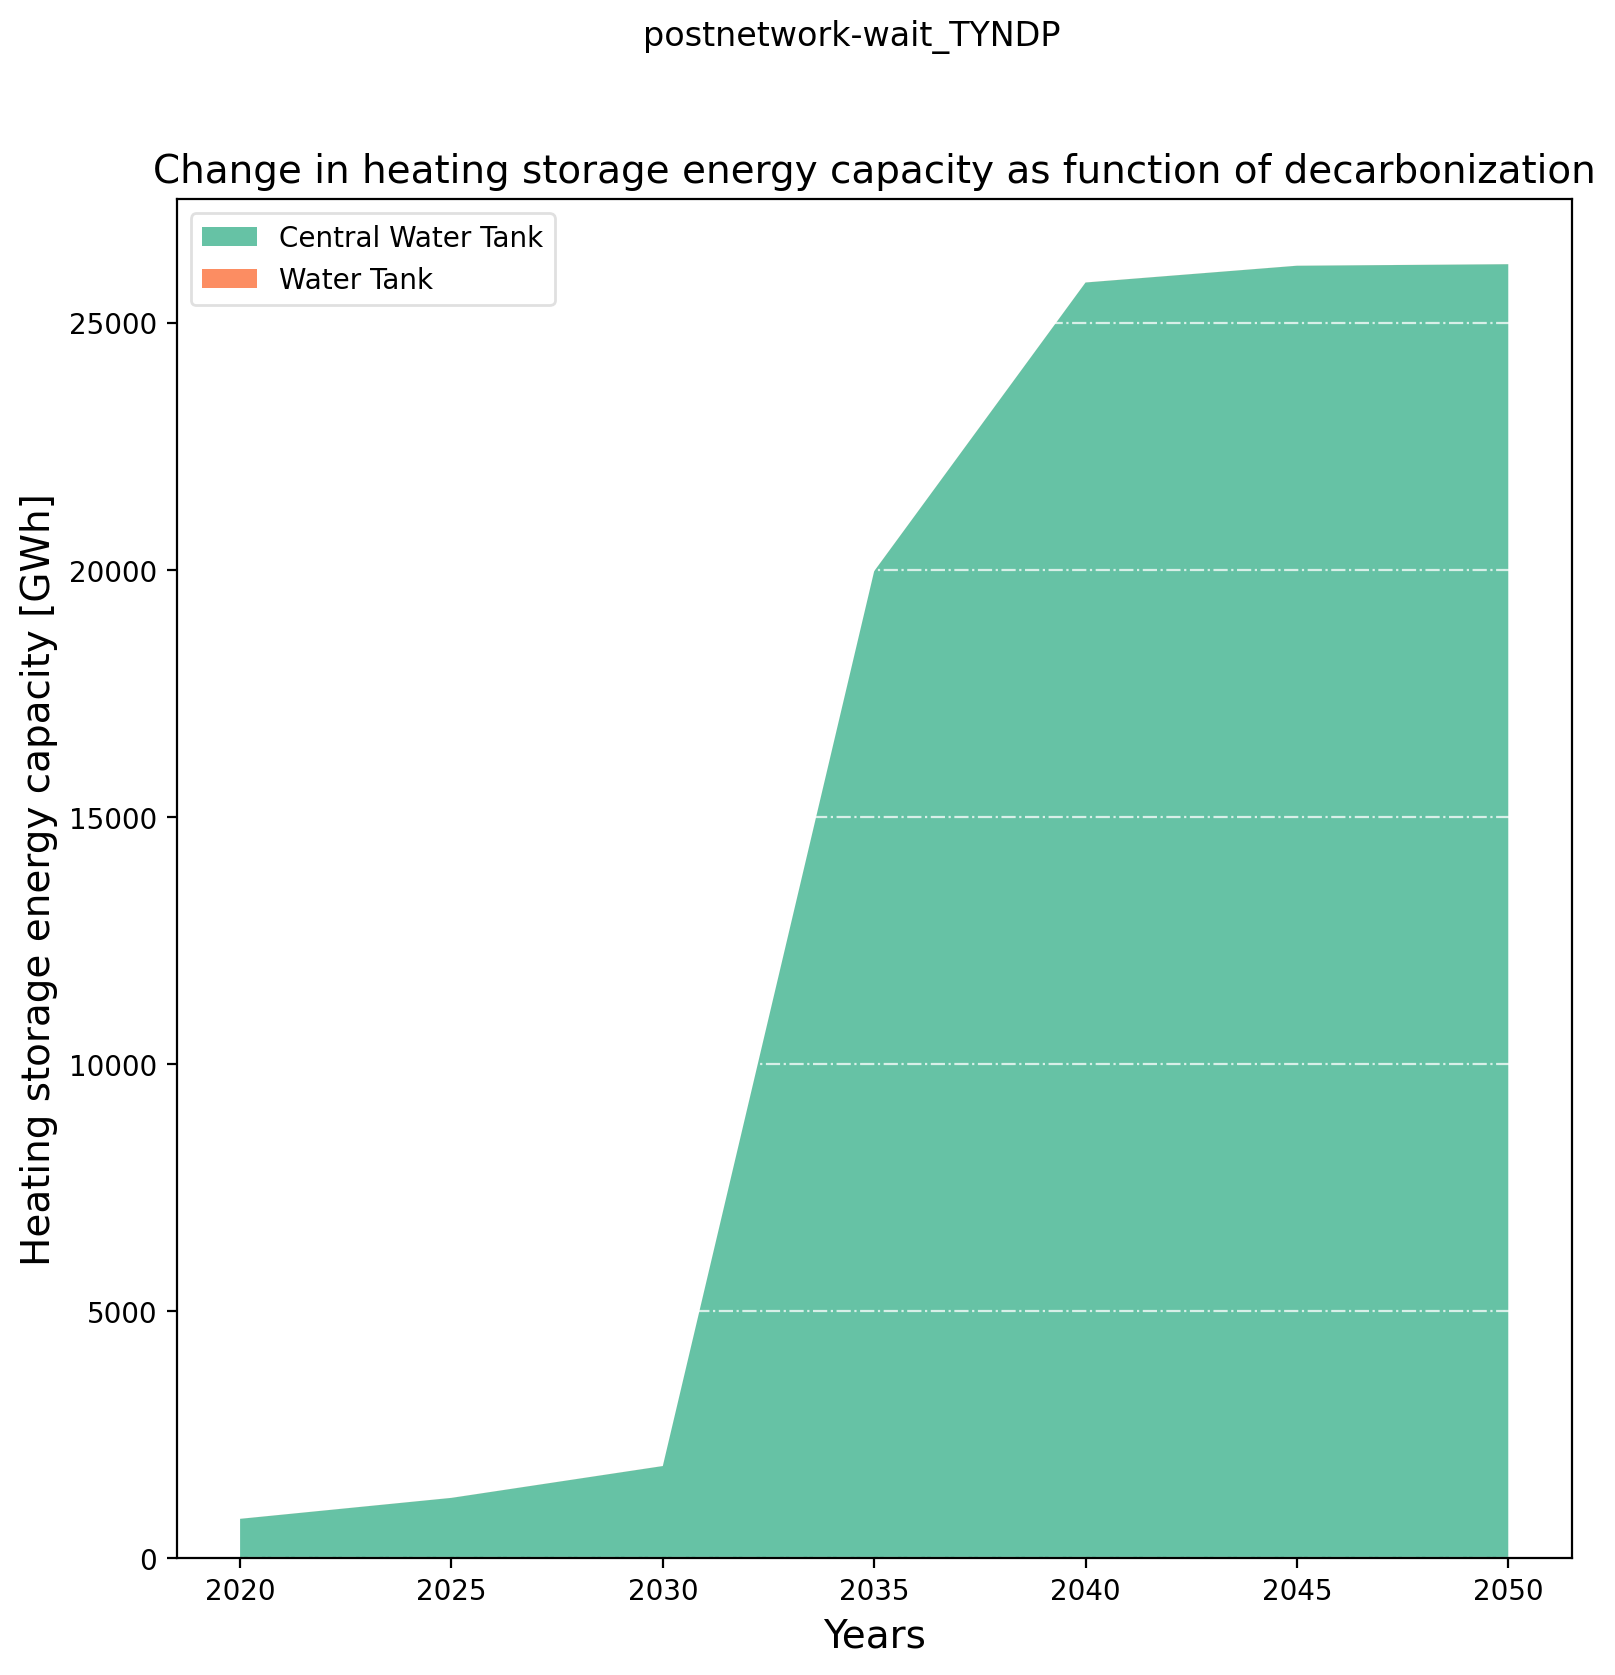 postnetwork-wait_TYNDP
Change in heating storage energy capacity as function of decarbonization
Central Water Tank
Water Tank
Heating storage energy capacity [GWh]
25000
20000
15000
10000
5000
0
2020 2025 2030 2035 2040 2045 2050
Years